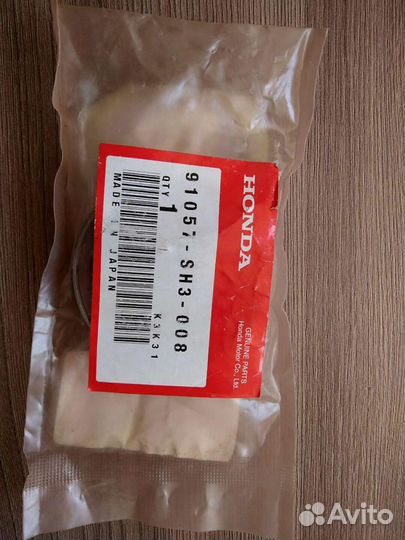 HONDA
GENUINE PARTS
Honda Motor Co., Ltd.
91057-SH3-008
QTY
1
MADE IN JAPAN
K3K31
Avito